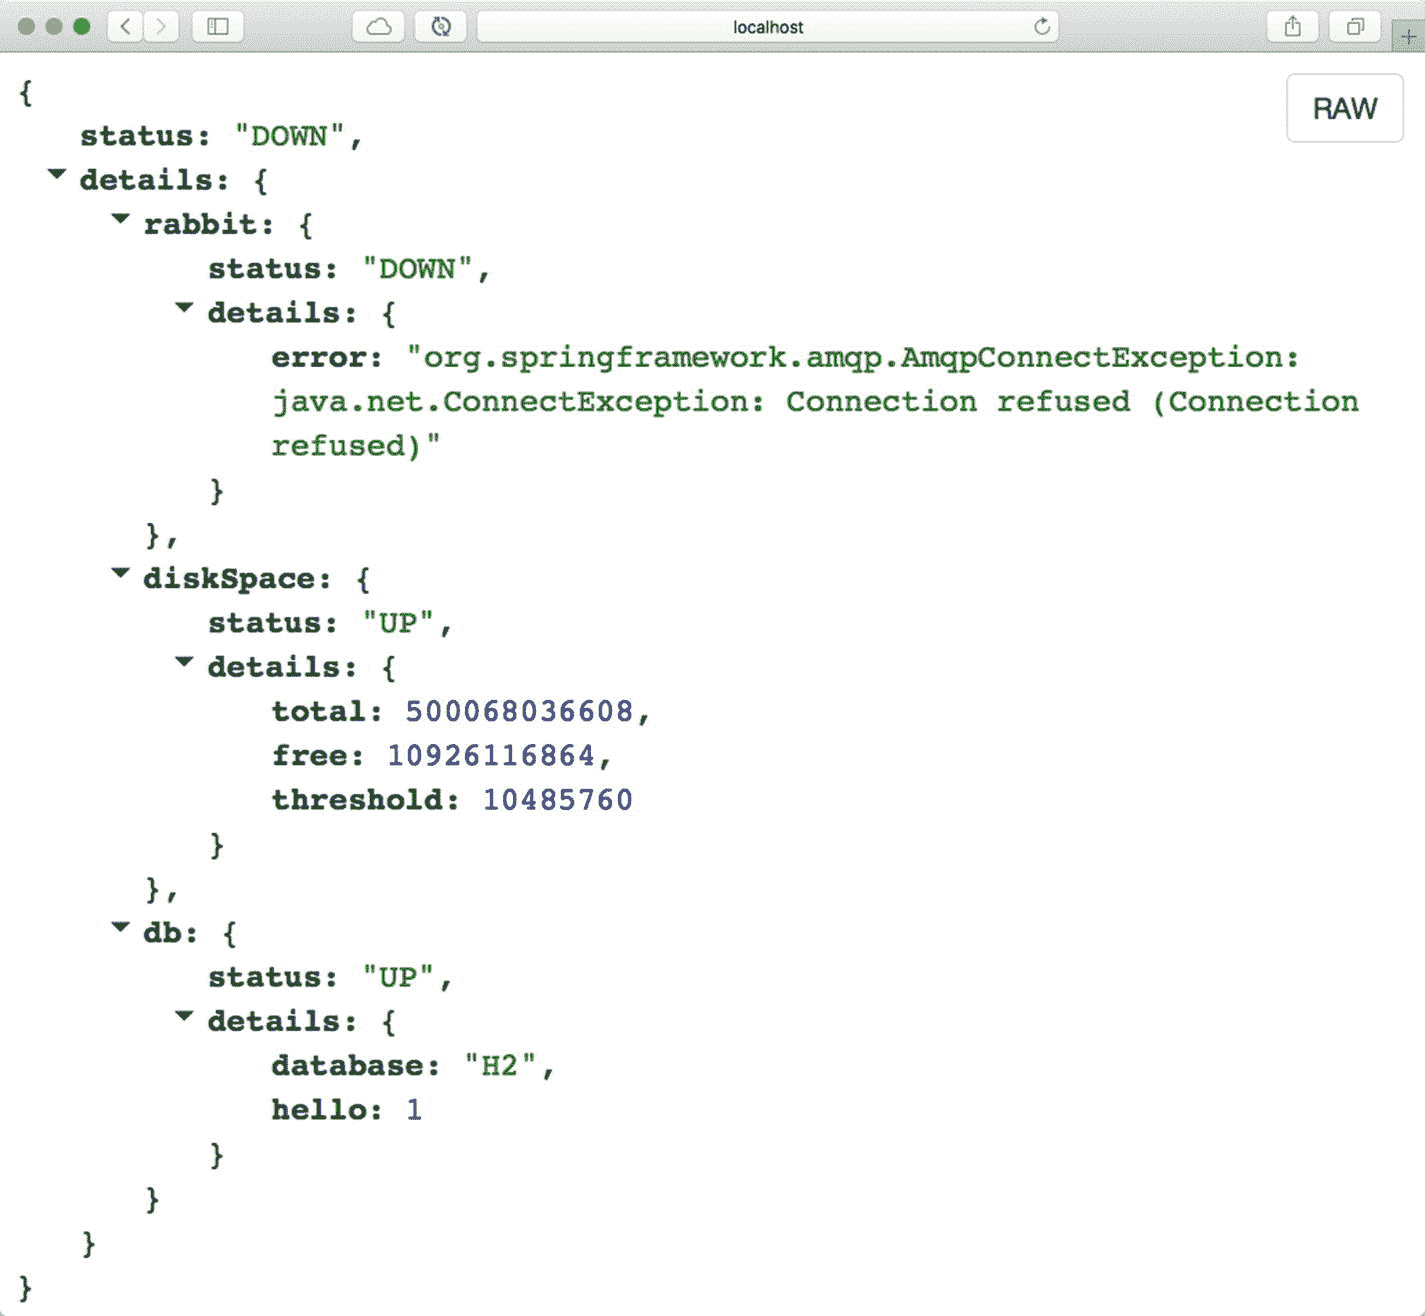 localhost
RAW
{
status: "DOWN",
details: {
rabbit: {
status: "DOWN",
details: {
error: "org.springframework.amqp.AmqpConnectException:
java.net.ConnectException: Connection refused (Connection
refused)"
}
},
diskSpace: {
status: "UP",
details: {
total: 500068036608,
free: 10926116864,
threshold: 10485760
}
},
db: {
status: "UP",
details: {
database: "H2",
hello: 1
}
}
}
}